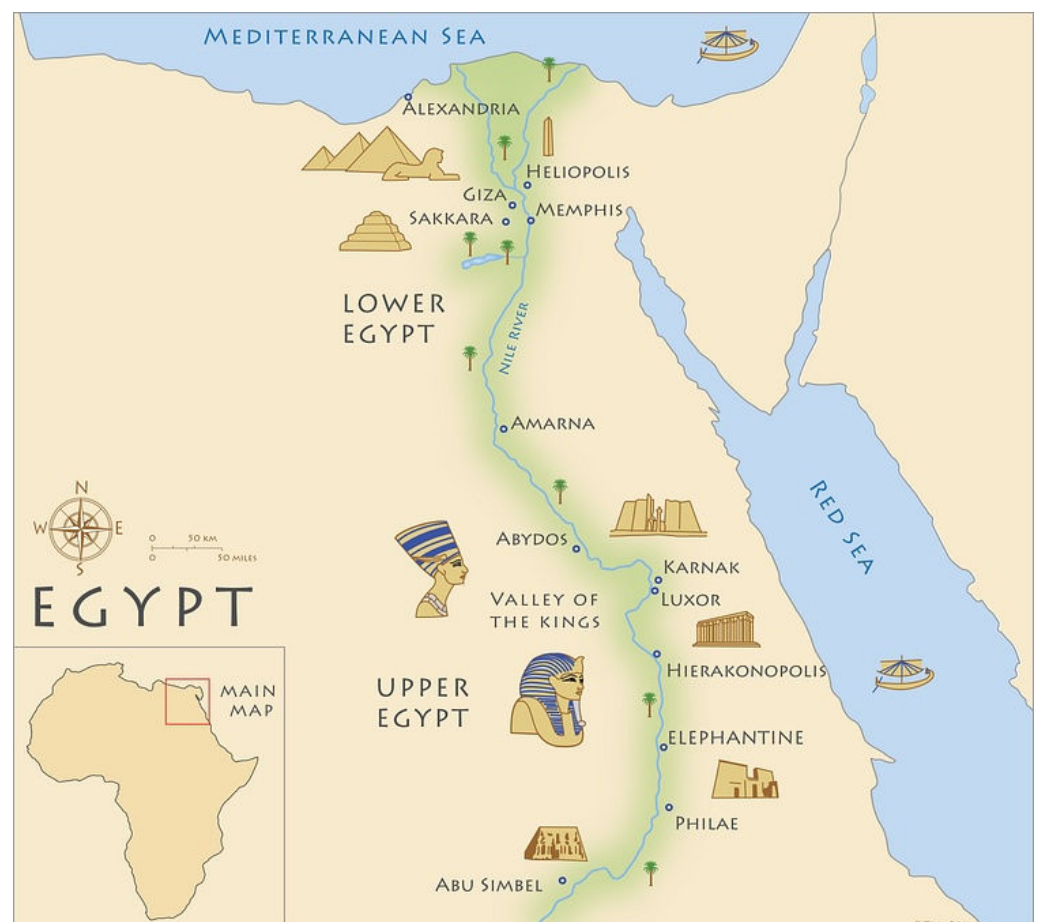 MEDITERRANEAN SEA
ALEXANDRIA
HELIOPOLIS
GIZA
MEMPHIS
SAKKARA
LOWER
EGYPT
NILE RIVER
AMARNA
RED SEA
N
W E
S
0 50 KM
0 50 MILES
EGYPT
ABYDOS
KARNAK
LUXOR
VALLEY OF
THE KINGS
HIERAKONOPOLIS
UPPER
EGYPT
MAIN
MAP
ELEPHANTINE
PHILAE
ABU SIMBEL